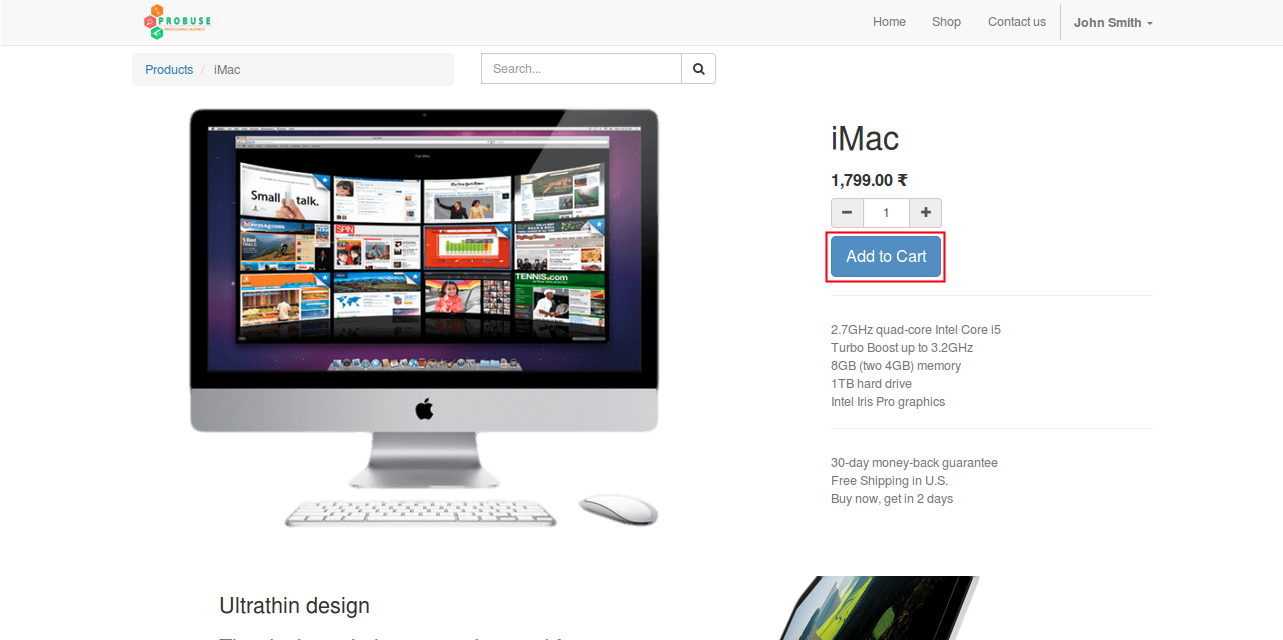 PROBUSE
Home Shop Contact us John Smith
Products / iMac
Search...
iMac
1,799.00 ₹
1
Add to Cart
Small talk.
SPIN
TENNIS.com
2.7GHz quad-core Intel Core i5
Turbo Boost up to 3.2GHz
8GB (two 4GB) memory
1TB hard drive
Intel Iris Pro graphics
30-day money-back guarantee
Free Shipping in U.S.
Buy now, get in 2 days
Ultrathin design